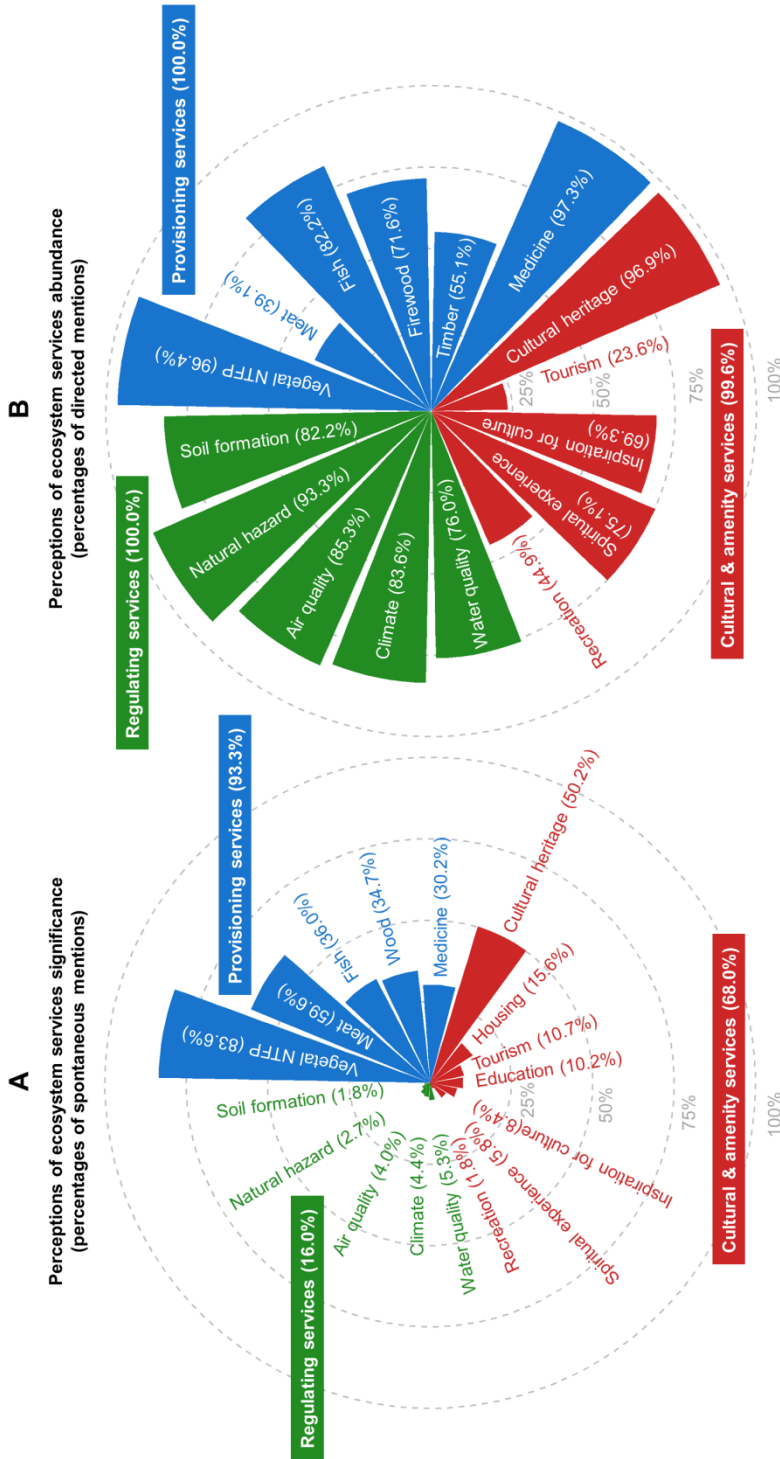 A
Perceptions of ecosystem services significance
(percentages of spontaneous mentions)
Provisioning services (93.3%)
Vegetal NTFP (83.6%)
Meat (59.6%)
Fish (36.0%)
Wood (34.7%)
Medicine (30.2%)
Cultural heritage (50.2%)
Housing (15.6%)
Tourism (10.7%)
Education (10.2%)
Inspiration for culture(8.4%)
Spiritual experience (5.8%)
Recreation (1.8%)
Cultural & amenity services (68.0%)
Water quality (5.3%)
Climate (4.4%)
Air quality (4.0%)
Natural hazard (2.7%)
Soil formation (1.8%)
Regulating services (16.0%)
25%
50%
75%
100%
B
Perceptions of ecosystem services abundance
(percentages of directed mentions)
Provisioning services (100.0%)
Vegetal NTFP (96.4%)
Meat (39.1%)
Fish (82.2%)
Firewood (71.6%)
Timber (55.1%)
Medicine (97.3%)
Cultural heritage (96.9%)
Tourism (23.6%)
Inspiration for culture
(69.3%)
Spiritual experience
(75.1%)
Recreation (44.9%)
Cultural & amenity services (99.6%)
Water quality (76.0%)
Climate (83.6%)
Air quality (85.3%)
Natural hazard (93.3%)
Soil formation (82.2%)
Regulating services (100.0%)
25%
50%
75%
100%